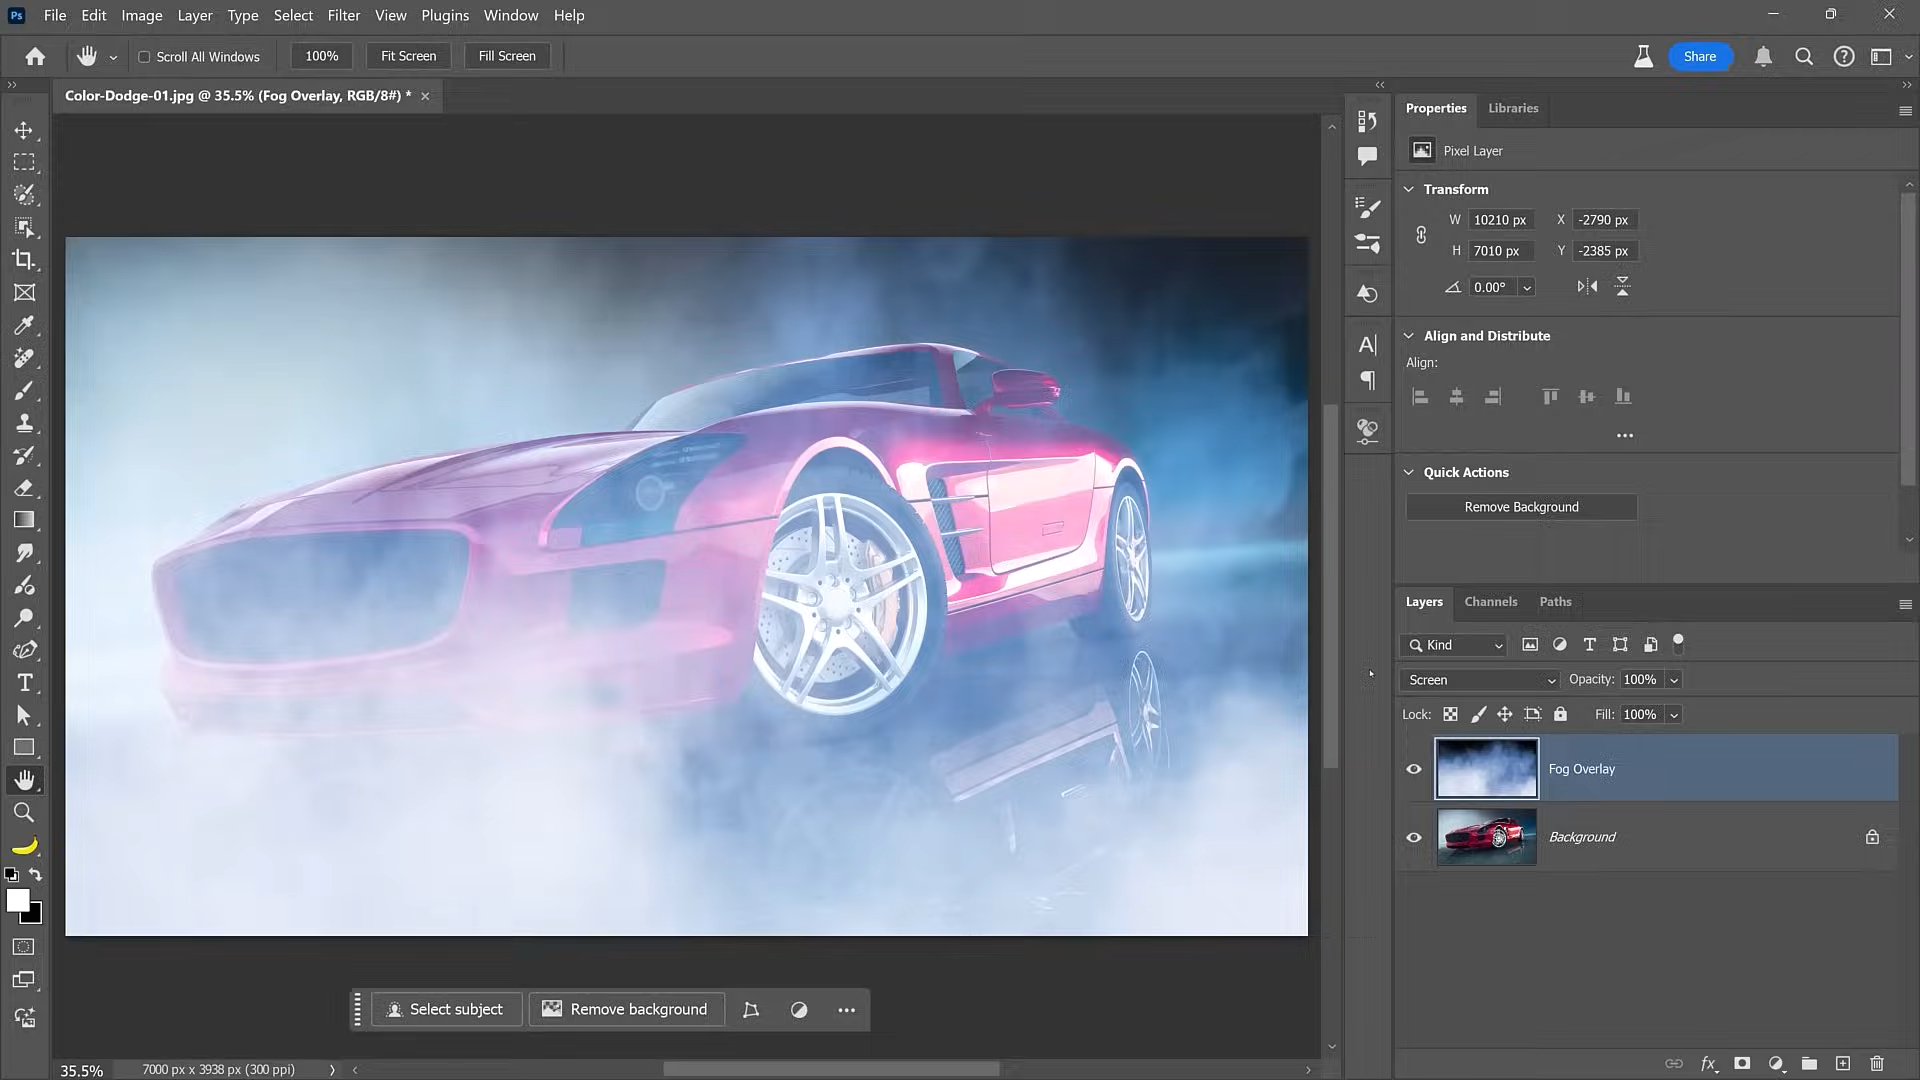 Ps File Edit Image Layer Type Select Filter View Plugins Window Help
Scroll All Windows 100% Fit Screen Fill Screen Share
Color-Dodge-01.jpg @ 35.5% (Fog Overlay, RGB/8#) * ×
Properties Libraries
Pixel Layer
Transform
W 10210 px X -2790 px
H 7010 px Y -2385 px
0.00°
Align and Distribute
Align:
Quick Actions
Remove Background
Layers Channels Paths
Kind
Screen Opacity: 100%
Lock: Fill: 100%
Fog Overlay
Background
Select subject Remove background
35.5% 7000 px x 3938 px (300 ppi)